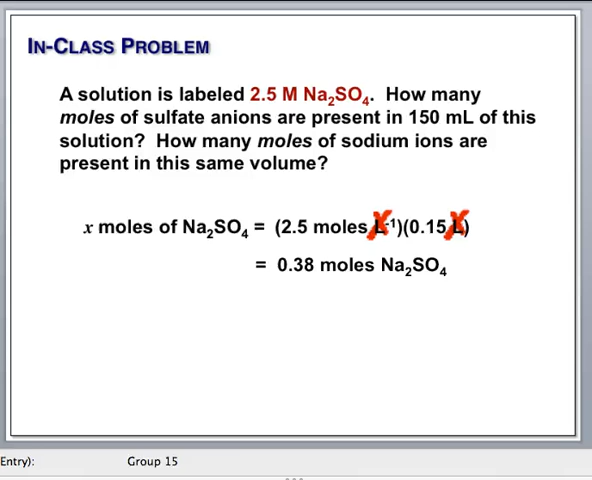 IN-CLASS PROBLEM
A solution is labeled 2.5 M Na₂SO₄. How many
moles of sulfate anions are present in 150 mL of this
solution? How many moles of sodium ions are
present in this same volume?
x moles of Na₂SO₄ = (2.5 moles L⁻¹)(0.15 L)
= 0.38 moles Na₂SO₄
Entry): Group 15